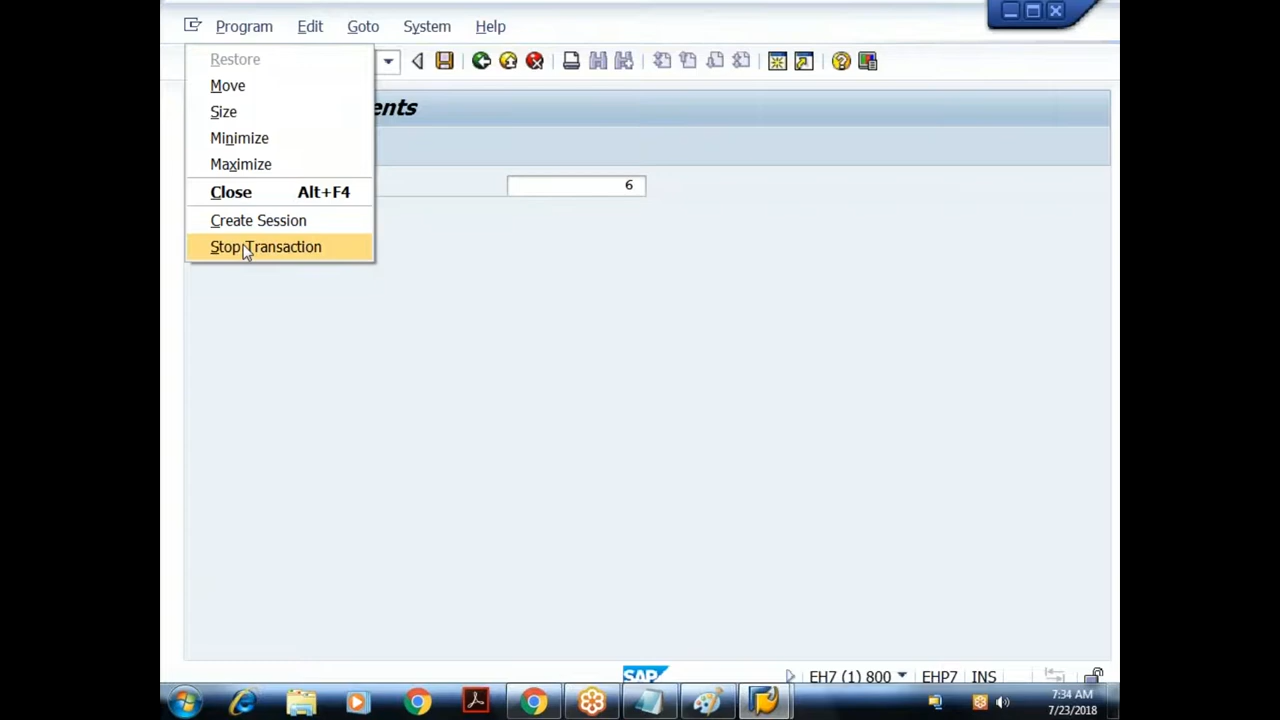 Program Edit Goto System Help
Restore
Move
Size
Minimize
Maximize
Close Alt+F4
Create Session
Stop Transaction
ents
6
SAP
EH7 (1) 800 EHP7 INS
7:34 AM
7/23/2018